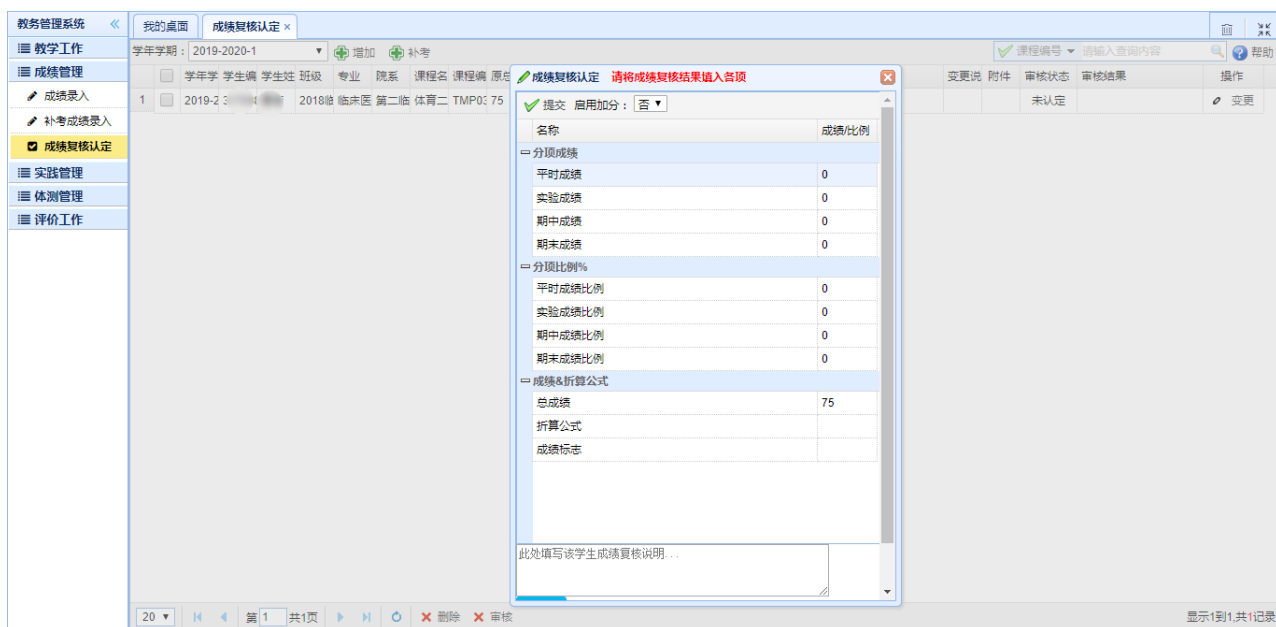 教务管理系统
我的桌面
成绩复核认定
教学工作
成绩管理
成绩录入
补考成绩录入
成绩复核认定
实践管理
体测管理
评价工作
学年学期：2019-2020-1 增加 补考
课程编号 请输入查询内容 帮助
学年学 学生编 学生姓 班级 专业 院系 课程名 课程编 原总
变更说 附件 审核状态 审核结果 操作
1 2019-2 2018临 临床医 第二临 体育二 TMP03 75
未认定 变更
成绩复核认定 请将成绩复核结果填入各项
提交 启用加分： 否
名称 成绩/比例
分项成绩
平时成绩 0
实验成绩 0
期中成绩 0
期末成绩 0
分项比例%
平时成绩比例 0
实验成绩比例 0
期中成绩比例 0
期末成绩比例 0
成绩&折算公式
总成绩 75
折算公式
成绩标志
此处填写该学生成绩复核说明...
20 第 1 共1页 删除 审核
显示1到1,共1记录